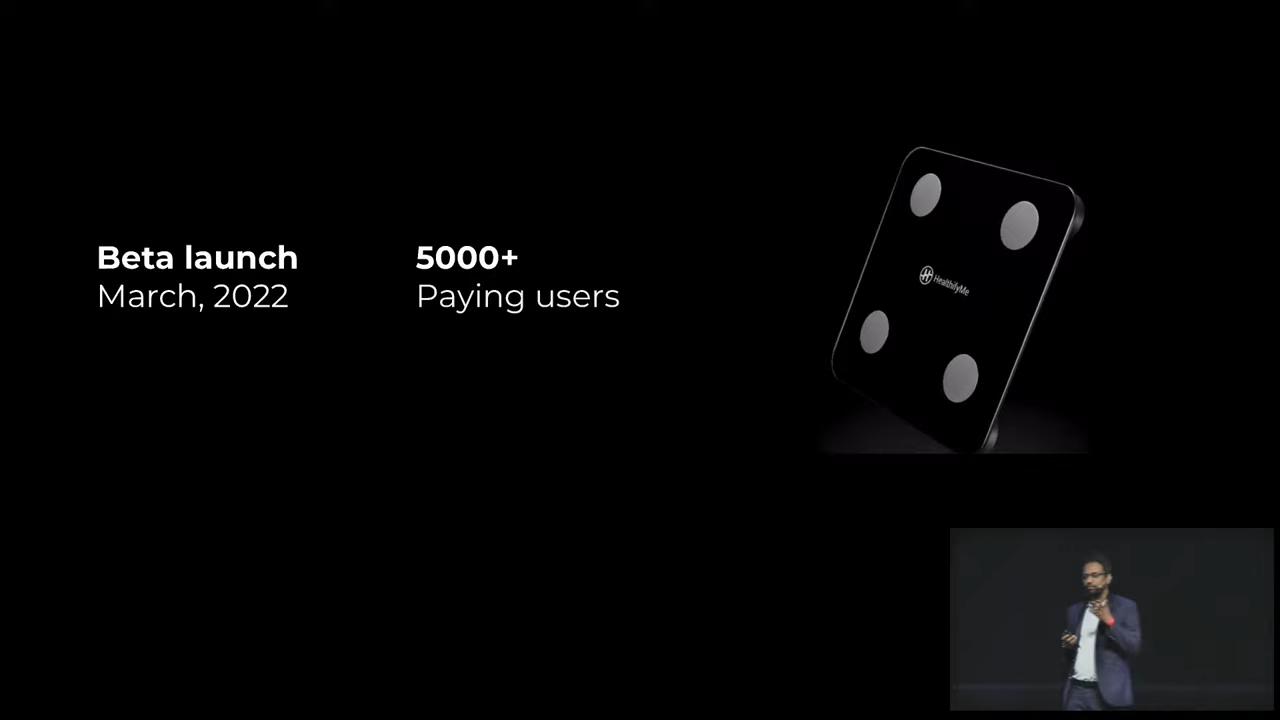 Beta launch
March, 2022
5000+
Paying users
HealthifyMe